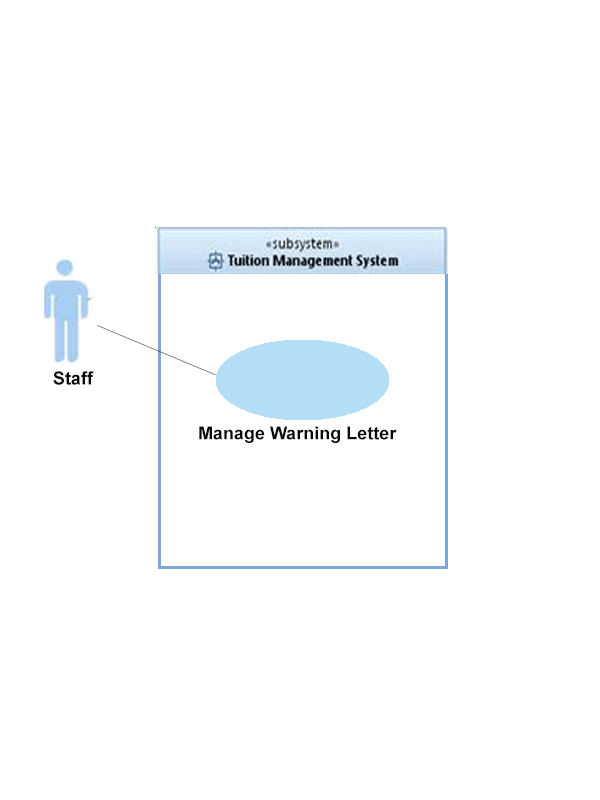 «subsystem»
Tuition Management System
Staff
Manage Warning Letter